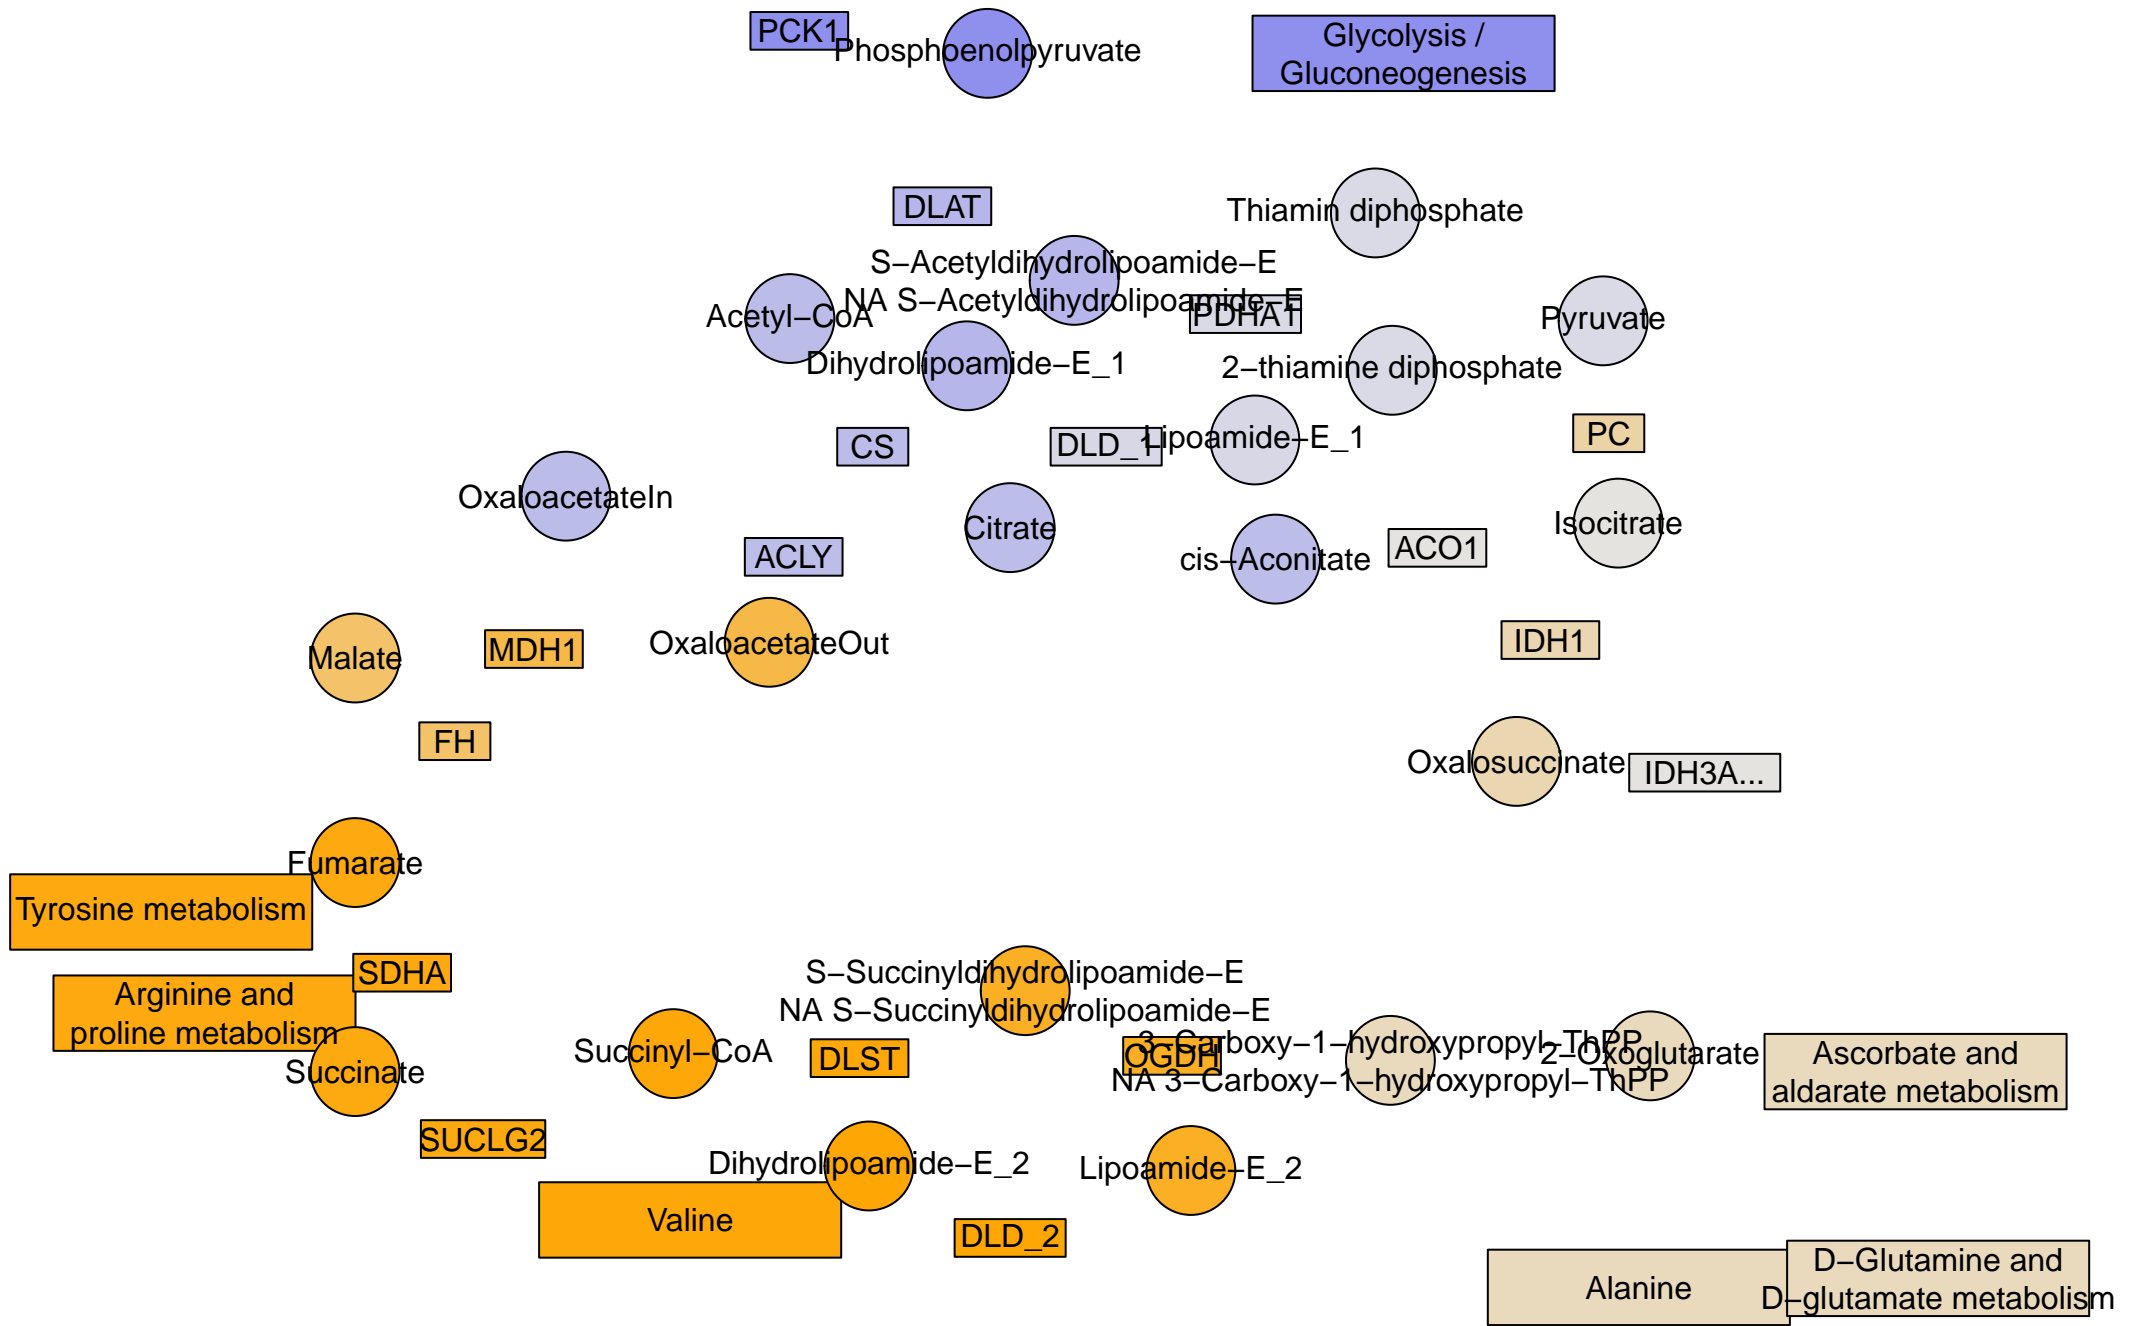 PCK1
Phosphoenolpyruvate
Glycolysis /
Gluconeogenesis
DLAT
Thiamin diphosphate
S−Acetyldihydrolipoamide−E
NA S−Acetyldihydrolipoamide−E
Acetyl−CoA
PDHA1
Pyruvate
Dihydrolipoamide−E_1
2−thiamine diphosphate
CS
DLD_1
Lipoamide−E_1
PC
OxaloacetateIn
Citrate
Isocitrate
ACLY
cis−Aconitate
ACO1
Malate
MDH1
OxaloacetateOut
IDH1
FH
Oxalosuccinate
IDH3A...
Fumarate
Tyrosine metabolism
SDHA
Arginine and
proline metabolism
S−Succinyldihydrolipoamide−E
NA S−Succinyldihydrolipoamide−E
Succinate
Succinyl−CoA
DLST
OGDH
3−Carboxy−1−hydroxypropyl−ThPP
NA 3−Carboxy−1−hydroxypropyl−ThPP
2−Oxoglutarate
Ascorbate and
aldarate metabolism
SUCLG2
Dihydrolipoamide−E_2
Lipoamide−E_2
Valine
DLD_2
Alanine
D−Glutamine and
D−glutamate metabolism